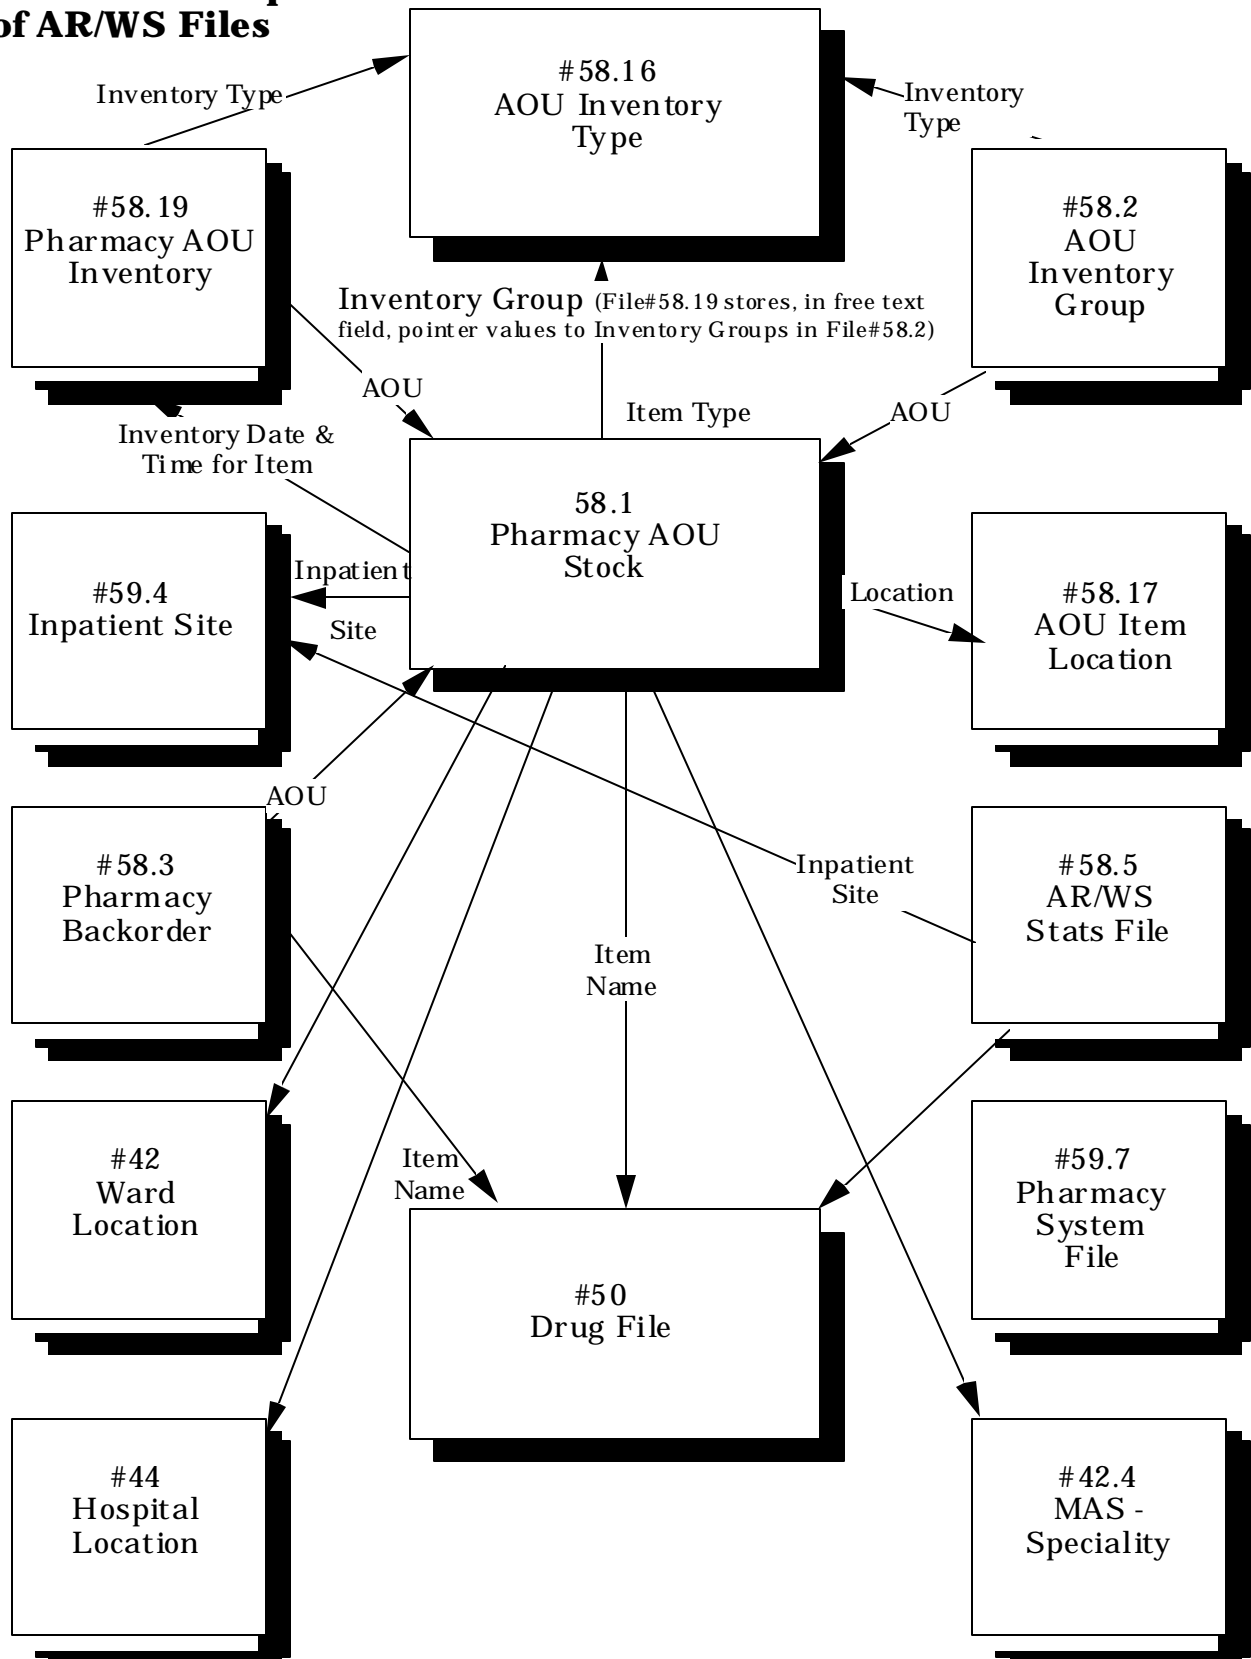 of AR/WS Files
#58.16
AOU Inventory
Type
Inventory Type
Inventory
Type
#58.19
Pharmacy AOU
Inventory
#58.2
AOU
Inventory
Group
Inventory Group (File#58.19 stores, in free text
field, pointer values to Inventory Groups in File#58.2)
AOU
Item Type
AOU
Inventory Date &
Time for Item
58.1
Pharmacy AOU
Stock
Inpatient
Site
#59.4
Inpatient Site
Location
#58.17
AOU Item
Location
AOU
#58.3
Pharmacy
Backorder
Inpatient
Site
#58.5
AR/WS
Stats File
Item
Name
#42
Ward
Location
Item
Name
#59.7
Pharmacy
System
File
#50
Drug File
#44
Hospital
Location
#42.4
MAS -
Speciality